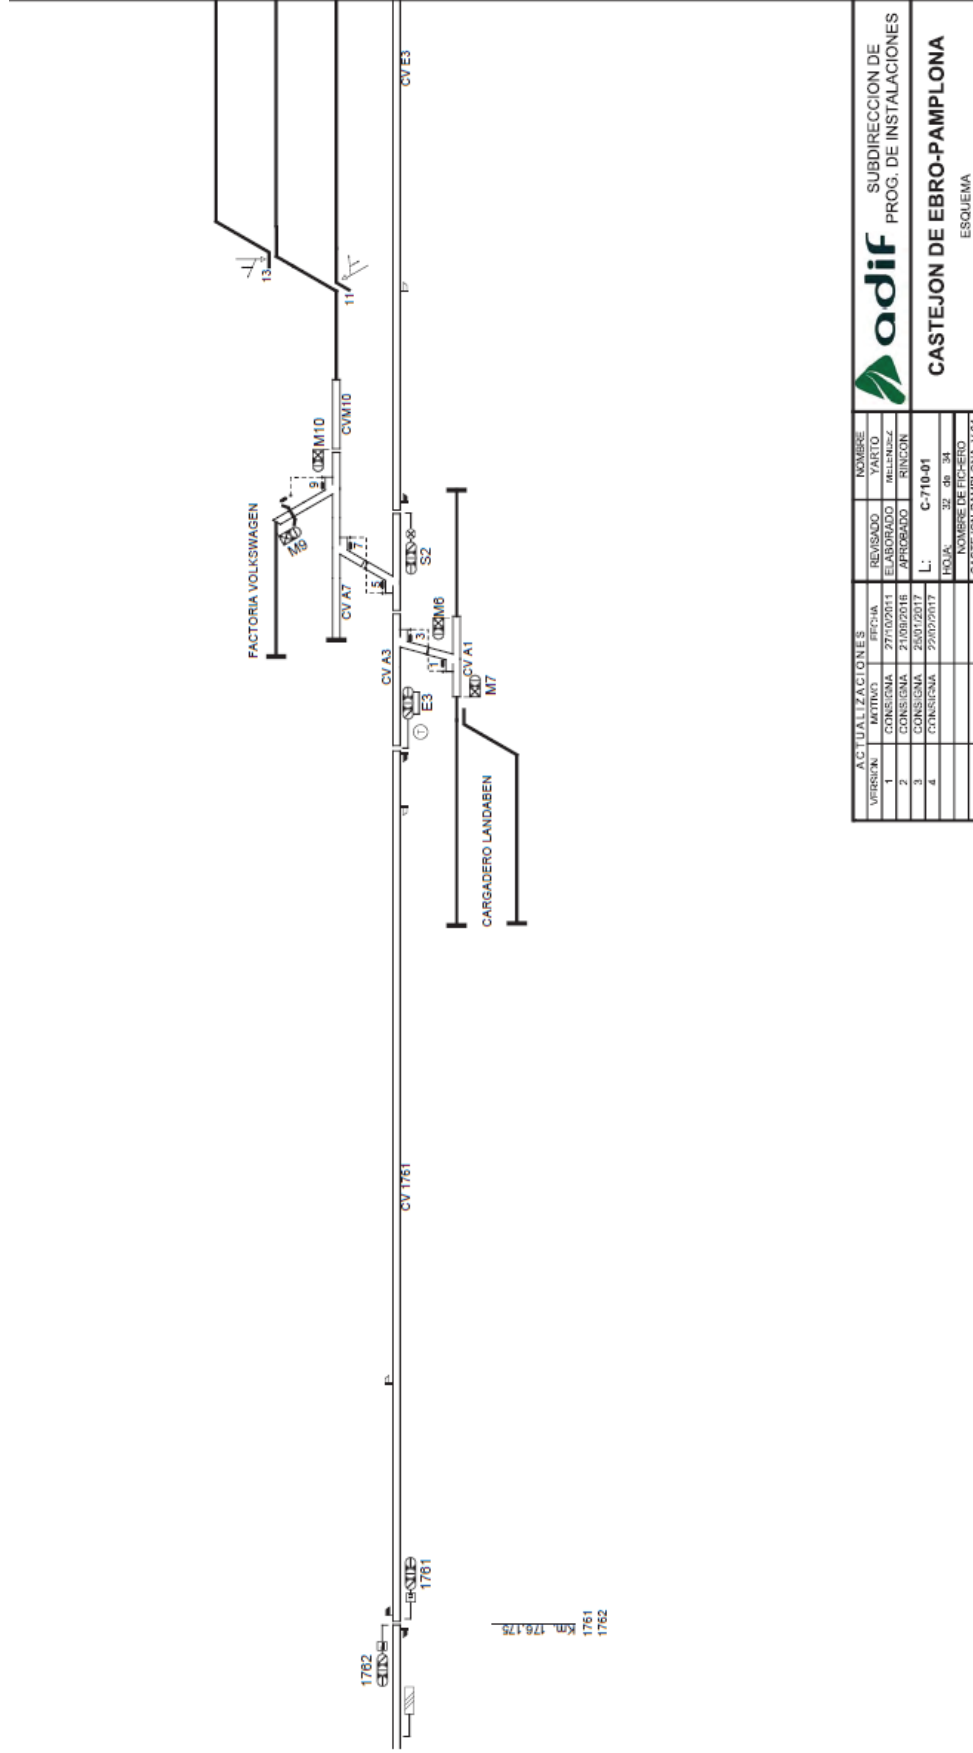 CV E3
13
11
CVM10
M10
9
M9
FACTORIA VOLKSWAGEN
7
CV A7
5
S2
M6
3
1
CV A3
CV A1
E3
T
M7
CARGADERO LANDABEN
CV 1761
1761
1762
Km. 176.175
1761
1762
ACTUALIZACIONES
VERSION MOTIVO FECHA
1 CONSIGNA 27/10/2011
2 CONSIGNA 21/09/2016
3 CONSIGNA 25/01/2017
4 CONSIGNA 22/02/2017
REVISADO NOMBRE
ELABORADO YARTO
APROBADO MELENDEZ
RINCON
L: C-710-01
HOJA: 32 de 34
NOMBRE DE FICHERO
adif
SUBDIRECCION DE
PROG. DE INSTALACIONES
CASTEJON DE EBRO-PAMPLONA
ESQUEMA